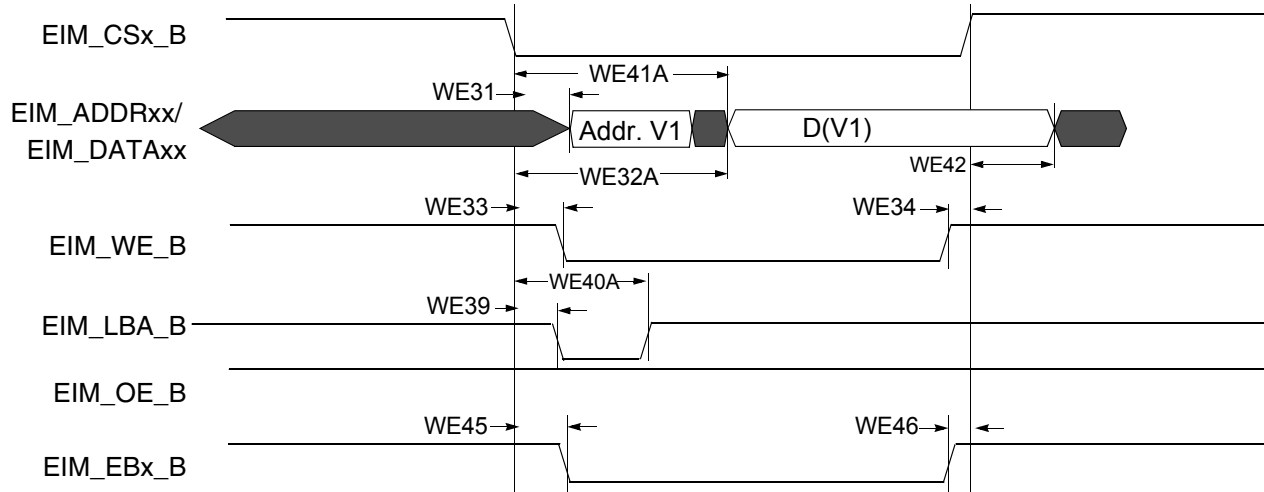 EIM_CSx_B
WE41A
WE31
EIM_ADDRxx/
EIM_DATAxx
Addr. V1
D(V1)
WE42
WE32A
WE33
WE34
EIM_WE_B
WE40A
WE39
EIM_LBA_B
EIM_OE_B
WE45
WE46
EIM_EBx_B